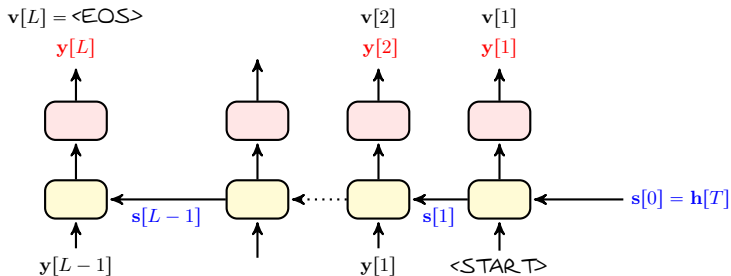 v[L] = <EOS> v[2] v[1]
y[L] y[2] y[1]
s[L − 1] s[1] s[0] = h[T]
y[L−1] y[1] <START>